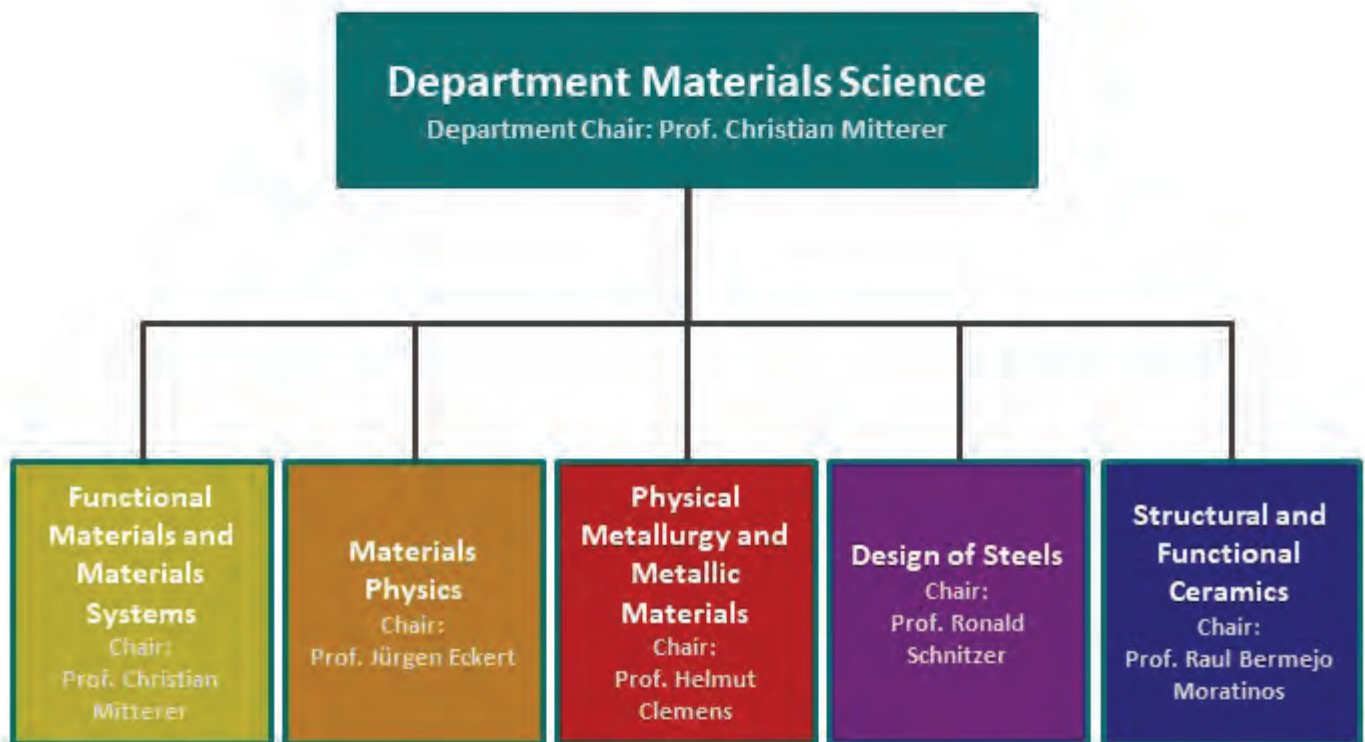 Department Materials Science
Department Chair: Prof. Christian Mitterer
Functional
Materials and
Materials
Systems
Chair:
Prof. Christian
Mitterer
Materials
Physics
Chair:
Prof. Jürgen Eckert
Physical
Metallurgy and
Metallic
Materials
Chair:
Prof. Helmut
Clemens
Design of Steels
Chair:
Prof. Ronald
Schnitzer
Structural and
Functional
Ceramics
Chair:
Prof. Raul Bermejo
Moratinos